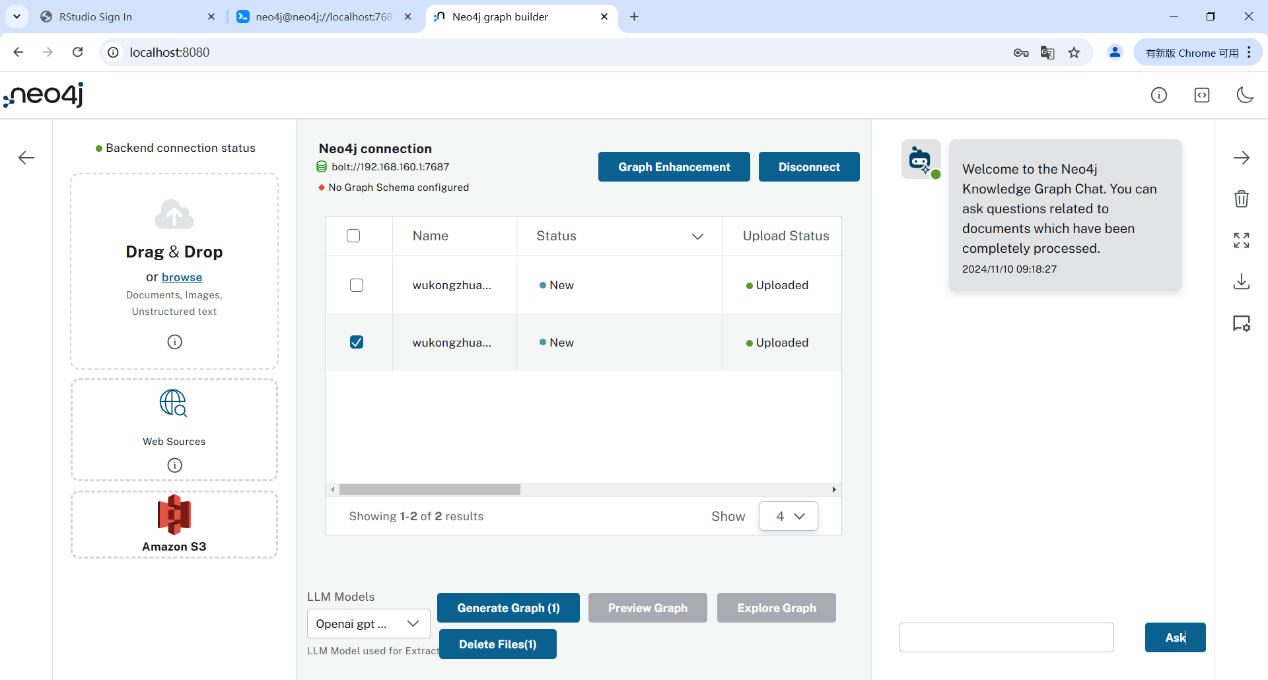 RStudio Sign In
neo4j@neo4j://localhost:768
Neo4j graph builder
localhost:8080
有新版 Chrome 可用
neo4j
Backend connection status
Drag & Drop
or browse
Documents, Images,
Unstructured text
Web Sources
Amazon S3
Neo4j connection
bolt://192.168.160.1:7687
No Graph Schema configured
Graph Enhancement
Disconnect
Name
Status
Upload Status
wukongzhua...
New
Uploaded
wukongzhua...
New
Uploaded
Showing 1-2 of 2 results
Show
4
LLM Models
Openai gpt ...
LLM Model used for Extract
Generate Graph (1)
Preview Graph
Explore Graph
Delete Files(1)
Welcome to the Neo4j
Knowledge Graph Chat. You can
ask questions related to
documents which have been
completely processed.
2024/11/10 09:18:27
Ask